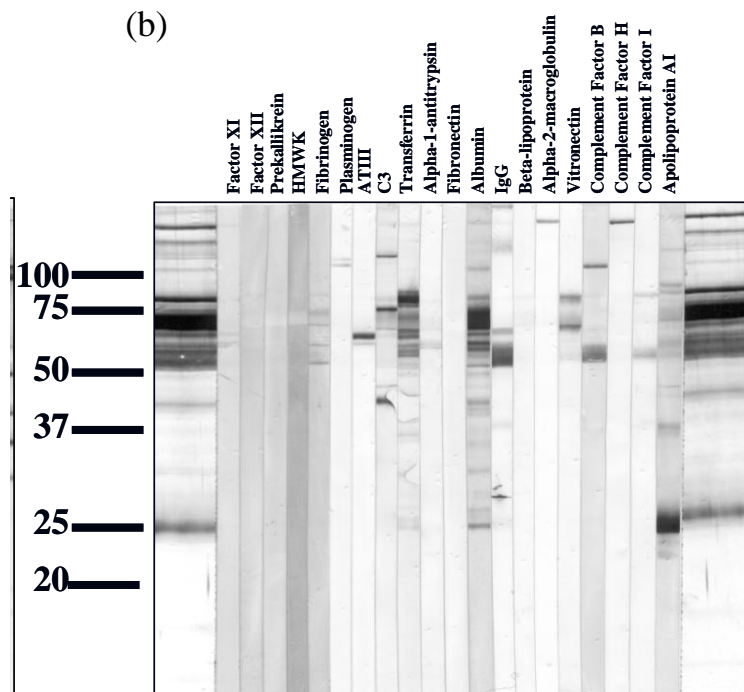 (b)
Factor XI
Factor XII
Prekallikrein
HMWK
Fibrinogen
Plasminogen
ATIII
C3
Transferrin
Alpha-1-antitrypsin
Fibronectin
Albumin
IgG
Beta-lipoprotein
Alpha-2-macroglobulin
Vitronectin
Complement Factor B
Complement Factor H
Complement Factor I
Apolipoprotein AI
100
75
50
37
25
20